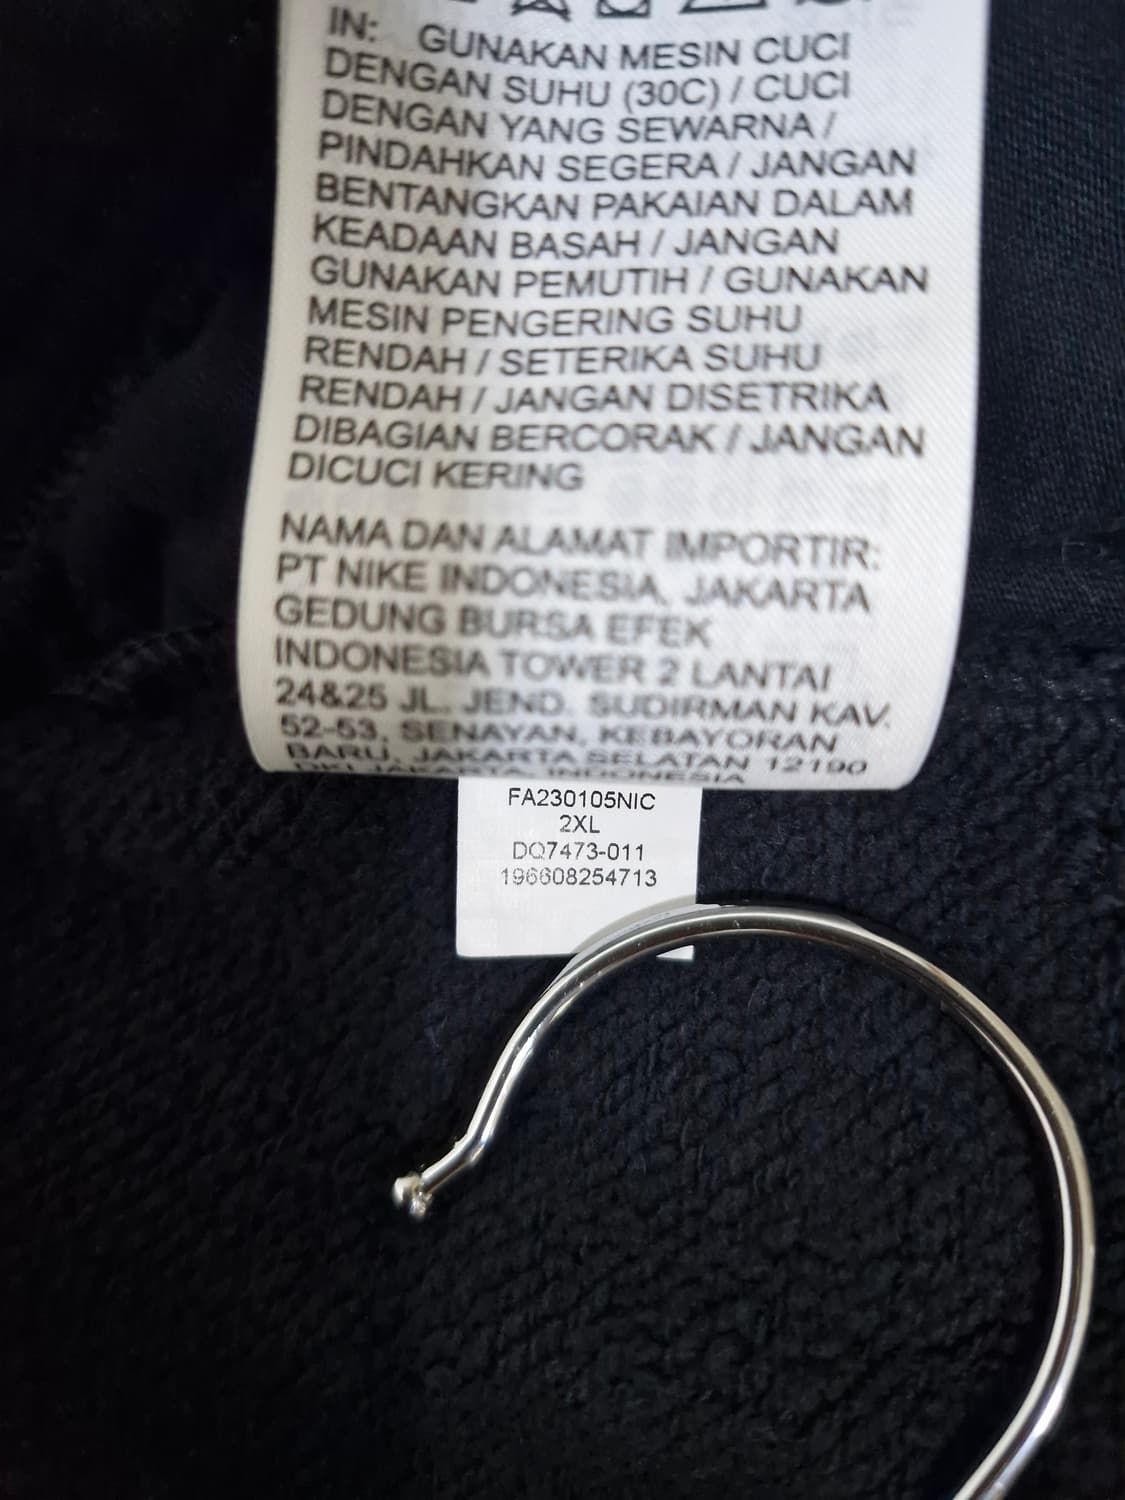 IN: GUNAKAN MESIN CUCI
DENGAN SUHU (30C) / CUCI
DENGAN YANG SEWARNA /
PINDAHKAN SEGERA / JANGAN
BENTANGKAN PAKAIAN DALAM
KEADAAN BASAH / JANGAN
GUNAKAN PEMUTIH / GUNAKAN
MESIN PENGERING SUHU
RENDAH / SETERIKA SUHU
RENDAH / JANGAN DISETRIKA
DIBAGIAN BERCORAK / JANGAN
DICUCI KERING
NAMA DAN ALAMAT IMPORTIR:
PT NIKE INDONESIA, JAKARTA
GEDUNG BURSA EFEK
INDONESIA TOWER 2 LANTAI
24&25 JL. JEND. SUDIRMAN KAV.
52-53, SENAYAN, KEBAYORAN
BARU, JAKARTA SELATAN 12190
DKI JAKARTA, INDONESIA
FA230105NIC
2XL
DQ7473-011
196608254713